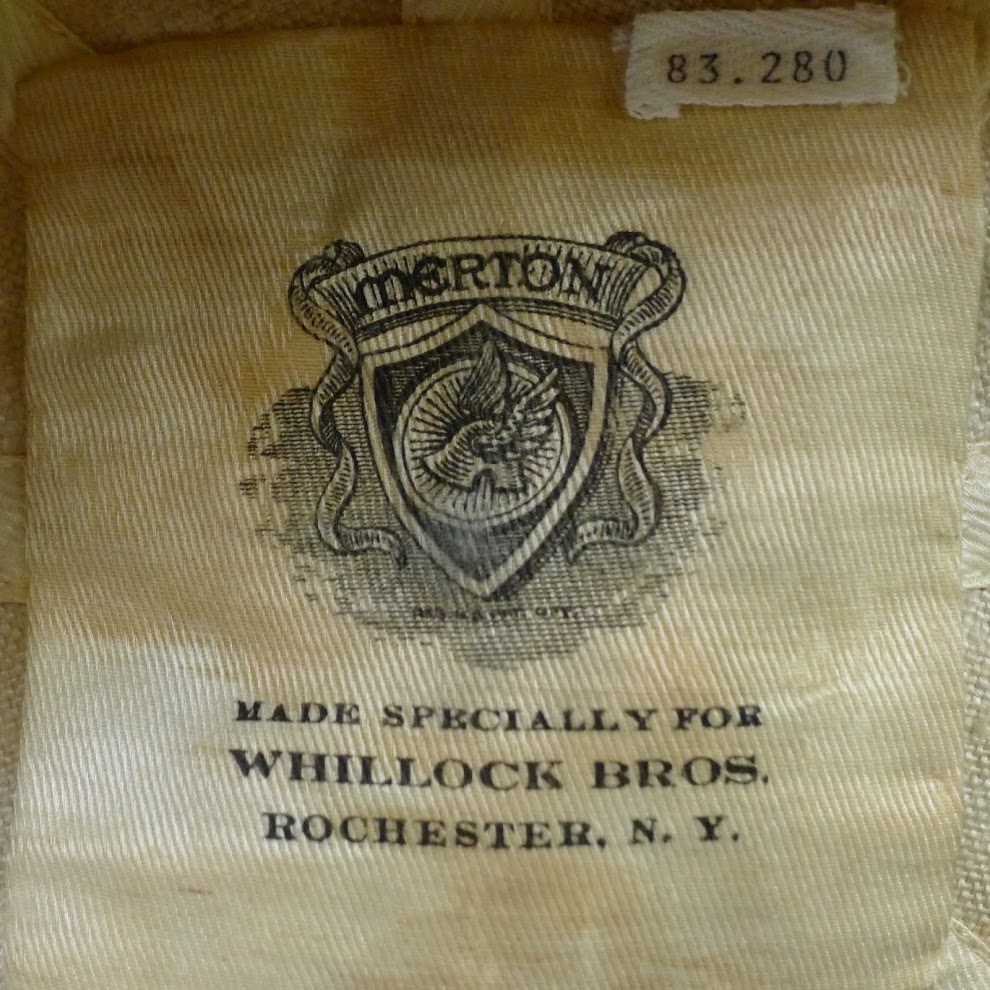 83.280
MERTON
MADE SPECIALLY FOR
WHILLOCK BROS.
ROCHESTER, N. Y.